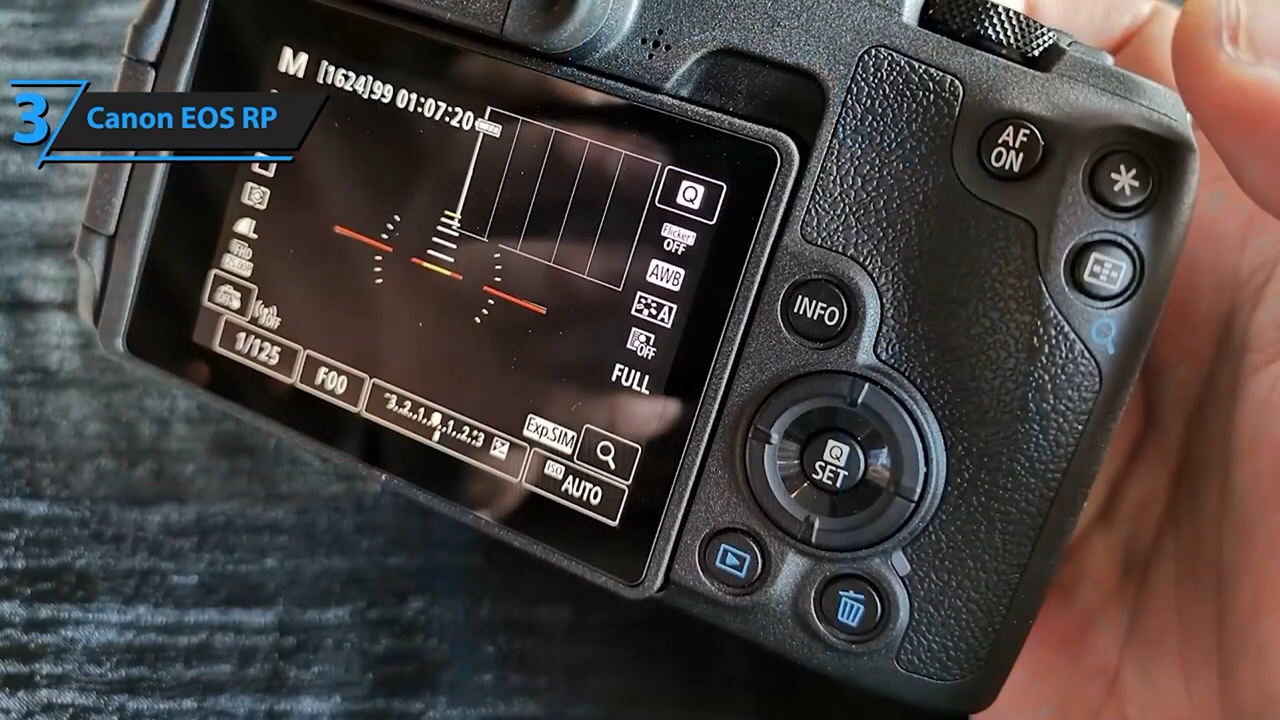 3 Canon EOS RP
M [1624] 99 01:07:20
Q
Flicker!
OFF
AWB
A
OFF
FULL
OFF
1/125
F00
-3..2..1..0..1..2..+3
Exp.SIM
ISO AUTO
AF
ON
*
INFO
Q
SET